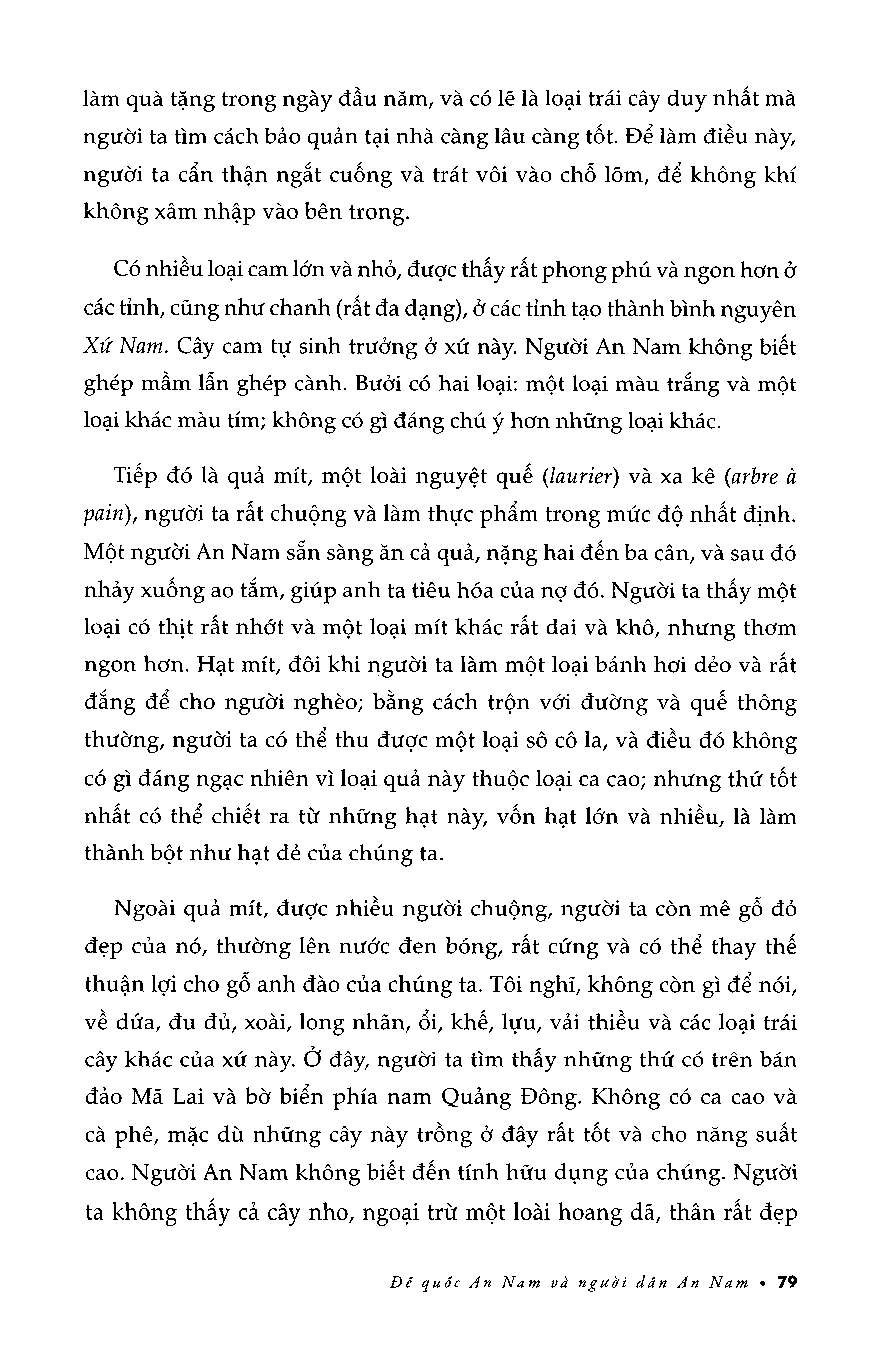 làm quà tặng trong ngày đầu năm, và có lẽ là loại trái cây duy nhất mà
người ta tìm cách bảo quản tại nhà càng lâu càng tốt. Để làm điều này,
người ta cẩn thận ngắt cuống và trát vôi vào chỗ lõm, để không khí
không xâm nhập vào bên trong.
Có nhiều loại cam lớn và nhỏ, được thấy rất phong phú và ngon hơn ở
các tỉnh, cũng như chanh (rất đa dạng), ở các tỉnh tạo thành bình nguyên
Xứ Nam. Cây cam tự sinh trưởng ở xứ này. Người An Nam không biết
ghép mầm lẫn ghép cành. Bưởi có hai loại: một loại màu trắng và một
loại khác màu tím; không có gì đáng chú ý hơn những loại khác.
Tiếp đó là quả mít, một loài nguyệt quế (laurier) và xa kê (arbre à
pain), người ta rất chuộng và làm thực phẩm trong mức độ nhất định.
Một người An Nam sẵn sàng ăn cả quả, nặng hai đến ba cân, và sau đó
nhảy xuống ao tắm, giúp anh ta tiêu hóa của nợ đó. Người ta thấy một
loại có thịt rất nhớt và một loại mít khác rất dai và khô, nhưng thơm
ngon hơn. Hạt mít, đôi khi người ta làm một loại bánh hơi dẻo và rất
đắng để cho người nghèo; bằng cách trộn với đường và quế thông
thường, người ta có thể thu được một loại sô cô la, và điều đó không
có gì đáng ngạc nhiên vì loại quả này thuộc loại ca cao; nhưng thứ tốt
nhất có thể chiết ra từ những hạt này, vốn hạt lớn và nhiều, là làm
thành bột như hạt dẻ của chúng ta.
Ngoài quả mít, được nhiều người chuộng, người ta còn mê gỗ đỏ
đẹp của nó, thường lên nước đen bóng, rất cứng và có thể thay thế
thuận lợi cho gỗ anh đào của chúng ta. Tôi nghĩ, không còn gì để nói,
về dứa, đu đủ, xoài, long nhãn, ổi, khế, lựu, vải thiều và các loại trái
cây khác của xứ này. Ở đây, người ta tìm thấy những thứ có trên bán
đảo Mã Lai và bờ biển phía nam Quảng Đông. Không có ca cao và
cà phê, mặc dù những cây này trồng ở đây rất tốt và cho năng suất
cao. Người An Nam không biết đến tính hữu dụng của chúng. Người
ta không thấy cả cây nho, ngoại trừ một loài hoang dã, thân rất đẹp
Đế quốc An Nam và người dân An Nam • 79